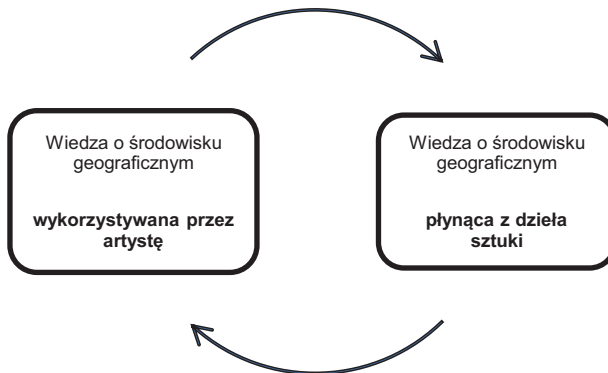 Wiedza o środowisku
geograficznym
wykorzystywana przez
artystę
Wiedza o środowisku
geograficznym
płynąca z dzieła
sztuki